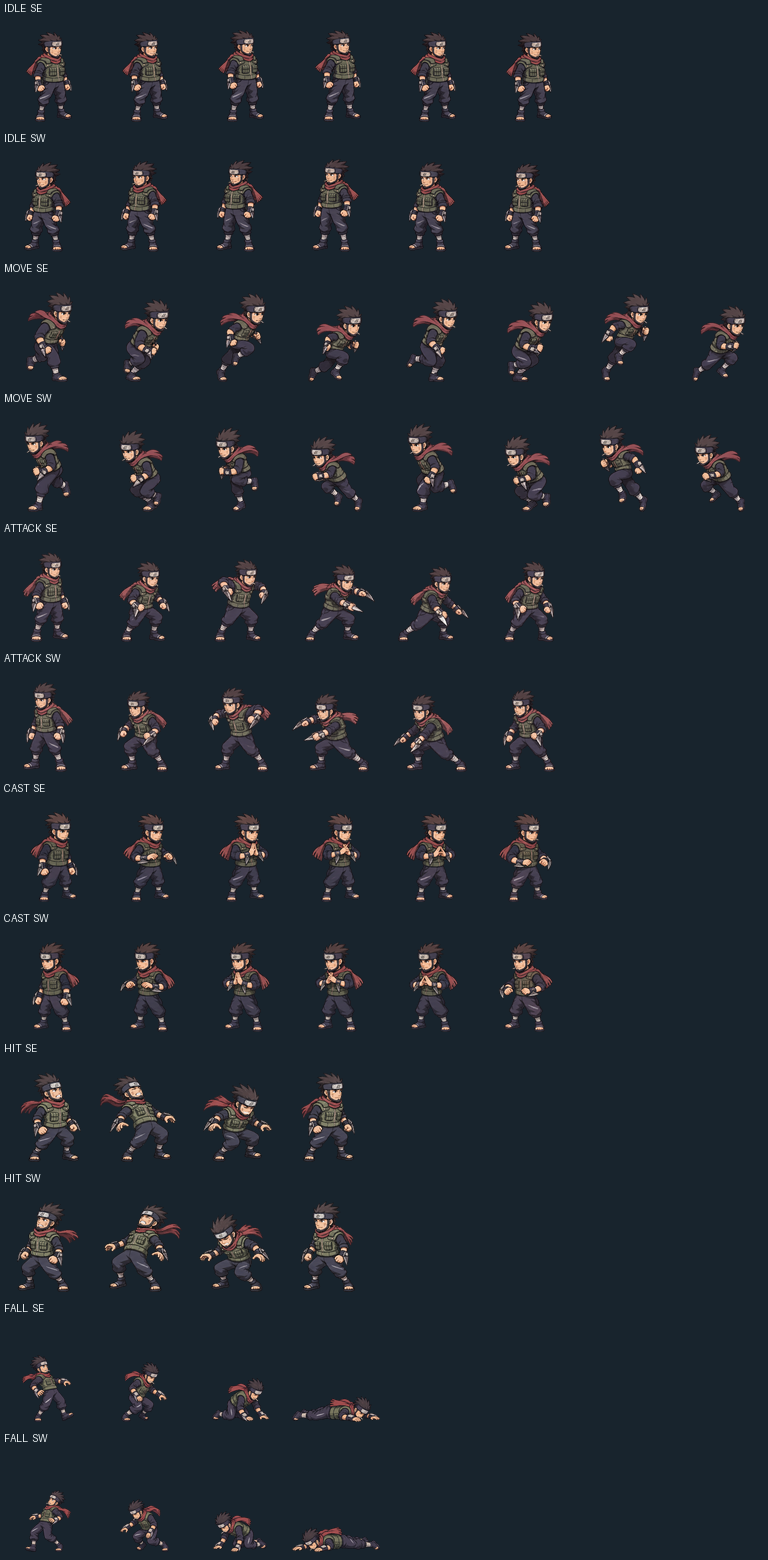 IDLE SE
IDLE SW
MOVE SE
MOVE SW
ATTACK SE
ATTACK SW
CAST SE
CAST SW
HIT SE
HIT SW
FALL SE
FALL SW